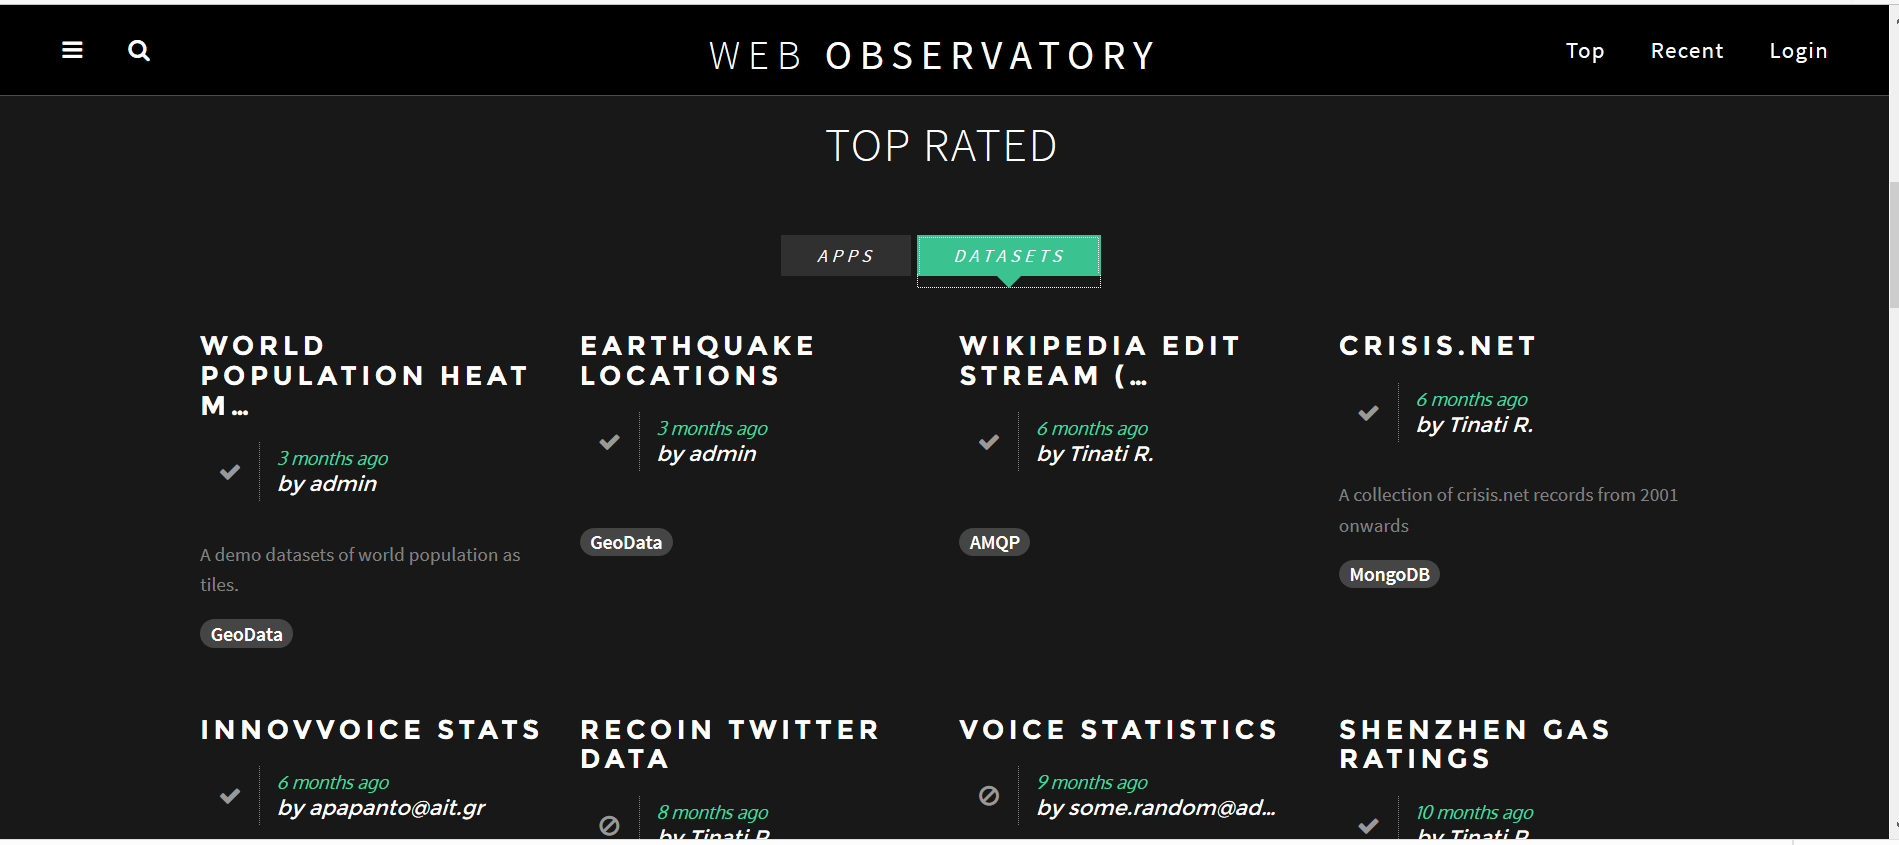 WEB OBSERVATORY
Top Recent Login
TOP RATED
APPS DATASETS
WORLD
POPULATION HEAT
M...
3 months ago
by admin
A demo datasets of world population as
tiles.
GeoData
EARTHQUAKE
LOCATIONS
3 months ago
by admin
GeoData
WIKIPEDIA EDIT
STREAM (...
6 months ago
by Tinati R.
AMQP
CRISIS.NET
6 months ago
by Tinati R.
A collection of crisis.net records from 2001
onwards
MongoDB
INNOVVOICE STATS
6 months ago
by apapanto@ait.gr
RECOIN TWITTER
DATA
8 months ago
by Tinati R.
VOICE STATISTICS
9 months ago
by some.random@ad...
SHENZHEN GAS
RATINGS
10 months ago
by Tinati R.